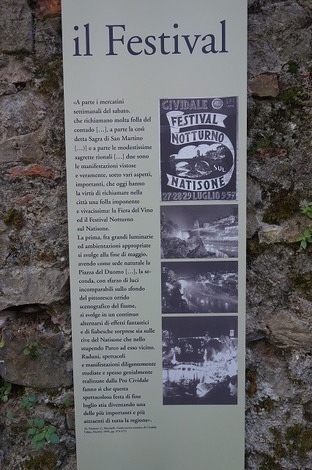 il Festival
«A parte i mercatini
settimanali del sabato,
che richiamano molta folla del
contado [...], a parte la così
detta Sagra di San Martino
[...] e a parte le modestissime
sagrette rionali [...] due sono
le manifestazioni vistose
e veramente, sotto vari aspetti,
importanti, che oggi hanno
la virtù di richiamare nella
città una folla imponente
e vivacissima: la Fiera del Vino
ed il Festival Notturno
sul Natisone.
La prima, fra grandi luminarie
ed ambientazioni appropriate
si svolge alla fine di maggio,
avendo come sede naturale la
Piazza del Duomo [...], la se-
conda, con sfarzo di luci
incomparabili sullo sfondo
del pittoresco orrido
scenografico del fiume,
si svolge in un continuo
alternarsi di effetti fantastici
e di fiabesche sorprese sia sulle
rive del Natisone che nello
stupendo Parco ad esso vicino.
Raduni, spettacoli
e manifestazioni diligentemente
studiate e spesso genialmente
realizzate dalla Pro Cividale
fanno sì che questa
spettacolosa festa di fine
luglio stia diventando una
delle più importanti e più
attraenti di tutta la regione».
CIVIDALE
FESTIVAL
NOTTURNO
SUL
NATISONE
27-28-29 LUGLIO 957